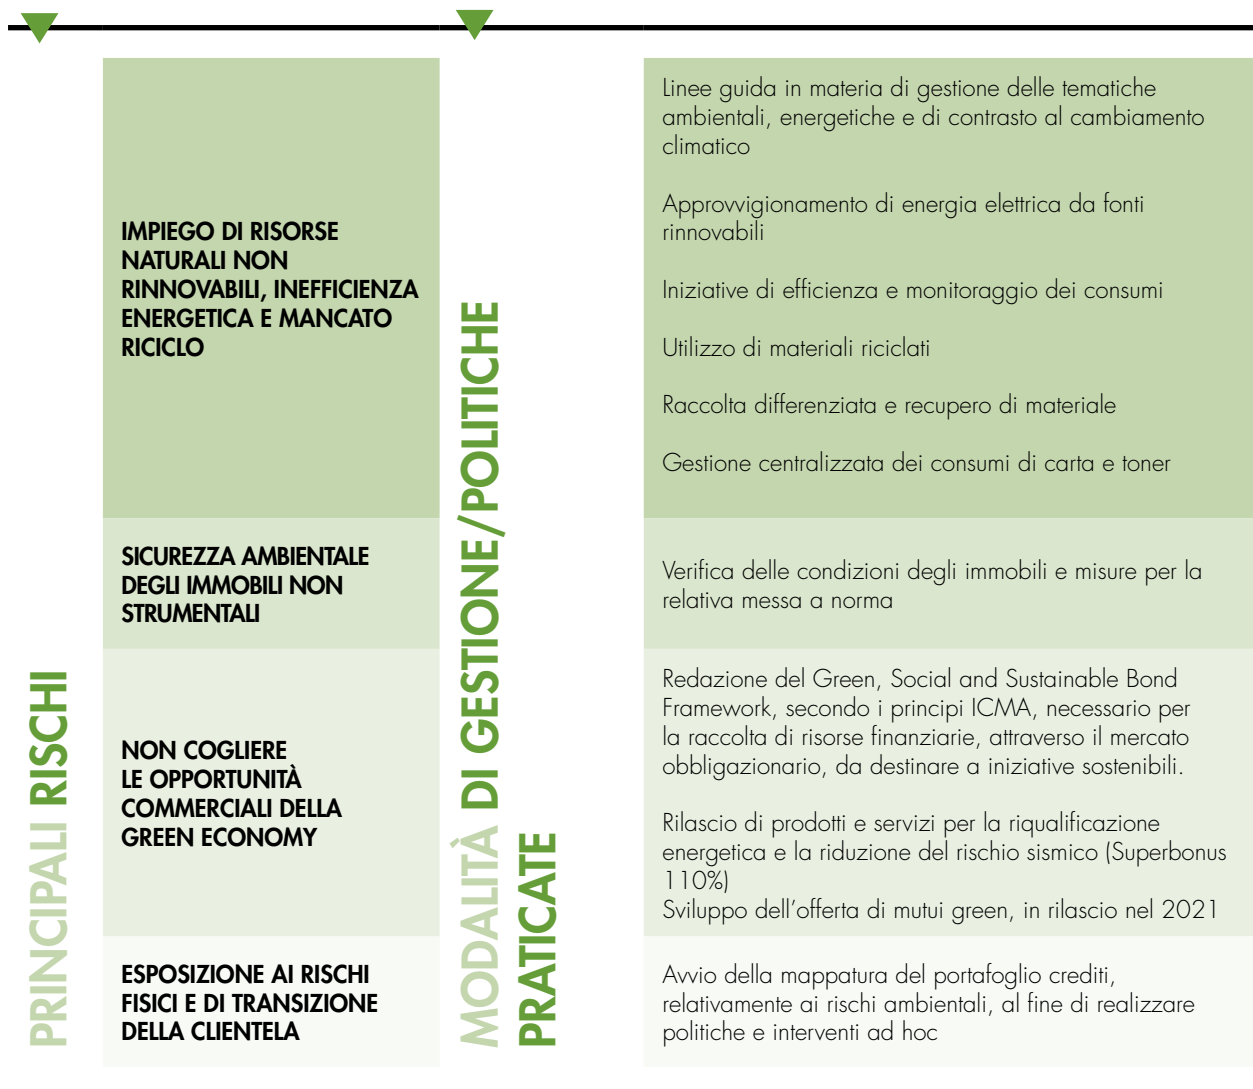 PRINCIPALI RISCHI
IMPIEGO DI RISORSE
NATURALI NON
RINNOVABILI, INEFFICIENZA
ENERGETICA E MANCATO
RICICLO
SICUREZZA AMBIENTALE
DEGLI IMMOBILI NON
STRUMENTALI
NON COGLIERE
LE OPPORTUNITÀ
COMMERCIALI DELLA
GREEN ECONOMY
ESPOSIZIONE AI RISCHI
FISICI E DI TRANSIZIONE
DELLA CLIENTELA
MODALITÀ DI GESTIONE/POLITICHE
PRATICATE
Linee guida in materia di gestione delle tematiche
ambientali, energetiche e di contrasto al cambiamento
climatico
Approvvigionamento di energia elettrica da fonti
rinnovabili
Iniziative di efficienza e monitoraggio dei consumi
Utilizzo di materiali riciclati
Raccolta differenziata e recupero di materiale
Gestione centralizzata dei consumi di carta e toner
Verifica delle condizioni degli immobili e misure per la
relativa messa a norma
Redazione del Green, Social and Sustainable Bond
Framework, secondo i principi ICMA, necessario per
la raccolta di risorse finanziarie, attraverso il mercato
obbligazionario, da destinare a iniziative sostenibili.
Rilascio di prodotti e servizi per la riqualificazione
energetica e la riduzione del rischio sismico (Superbonus
110%)
Sviluppo dell'offerta di mutui green, in rilascio nel 2021
Avvio della mappatura del portafoglio crediti,
relativamente ai rischi ambientali, al fine di realizzare
politiche e interventi ad hoc